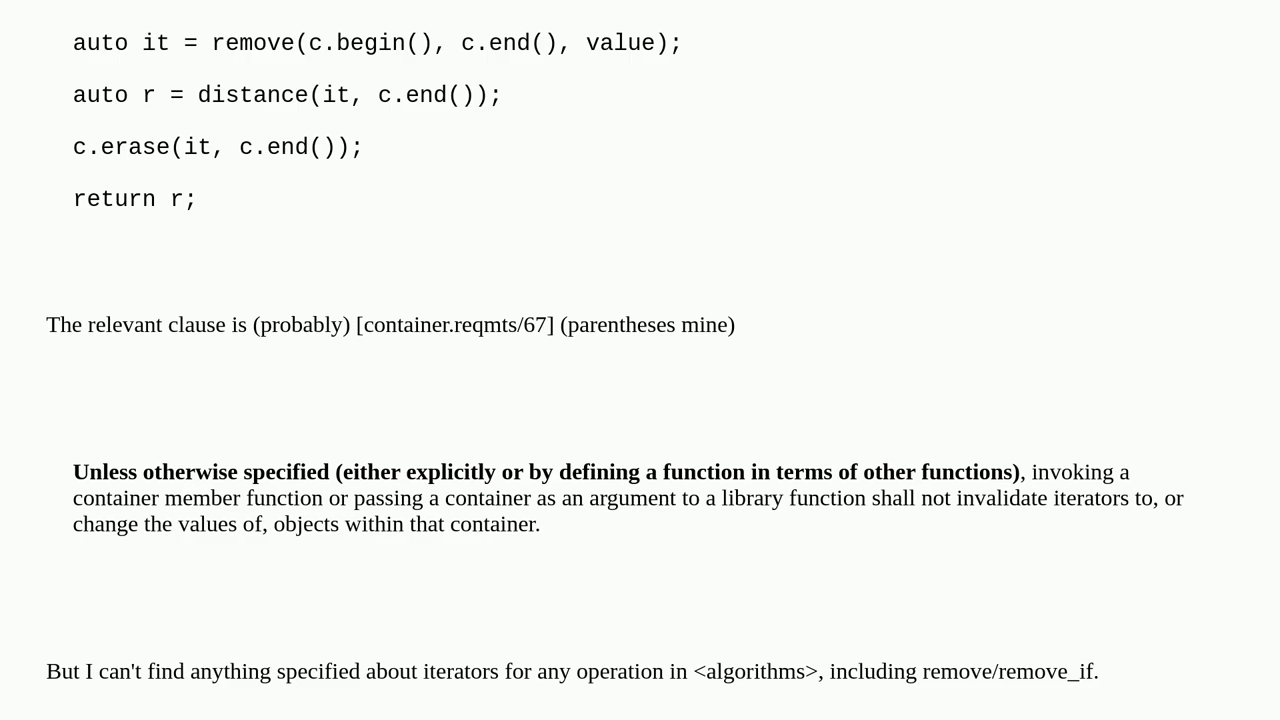 auto it = remove(c.begin(), c.end(), value);
auto r = distance(it, c.end());
c.erase(it, c.end());
return r;
The relevant clause is (probably) [container.reqmts/67] (parentheses mine)
Unless otherwise specified (either explicitly or by defining a function in terms of other functions), invoking a
container member function or passing a container as an argument to a library function shall not invalidate iterators to, or
change the values of, objects within that container.
But I can't find anything specified about iterators for any operation in <algorithms>, including remove/remove_if.